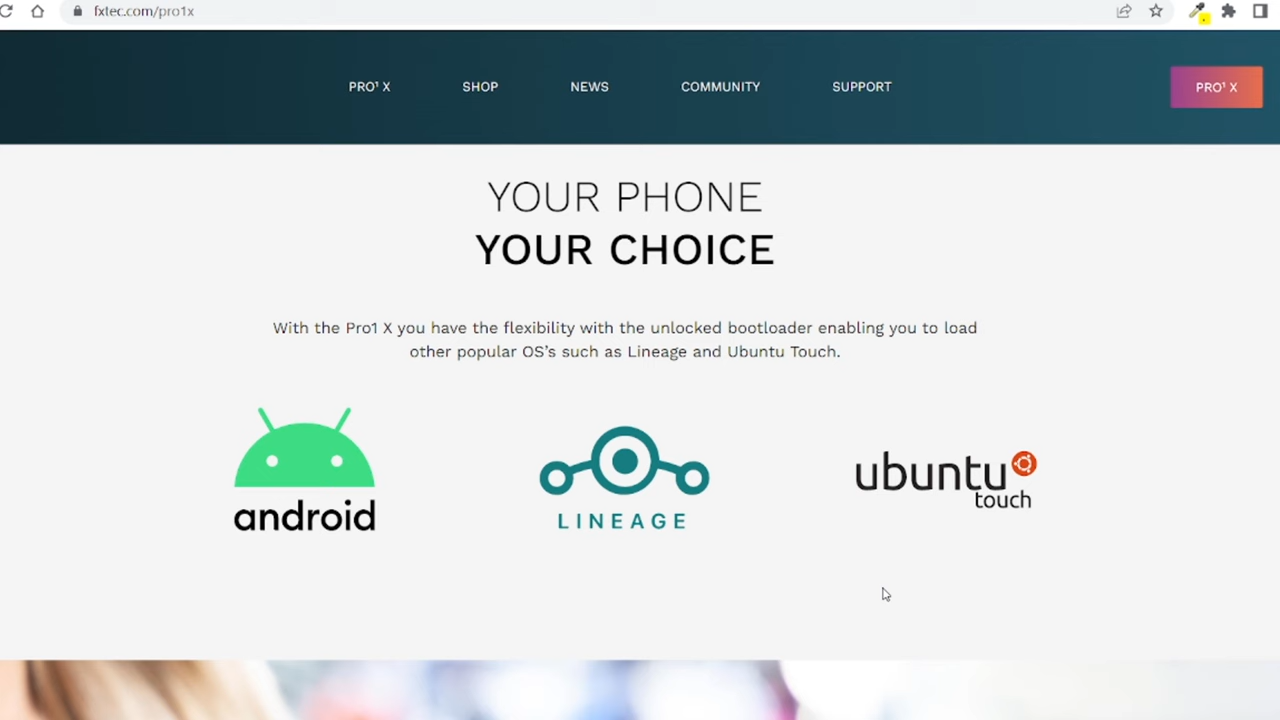 fxtec.com/pro1x
PRO¹ X SHOP NEWS COMMUNITY SUPPORT PRO¹ X
YOUR PHONE
YOUR CHOICE
With the Pro1 X you have the flexibility with the unlocked bootloader enabling you to load
other popular OS’s such as Lineage and Ubuntu Touch.
android
LINEAGE
ubuntu
touch